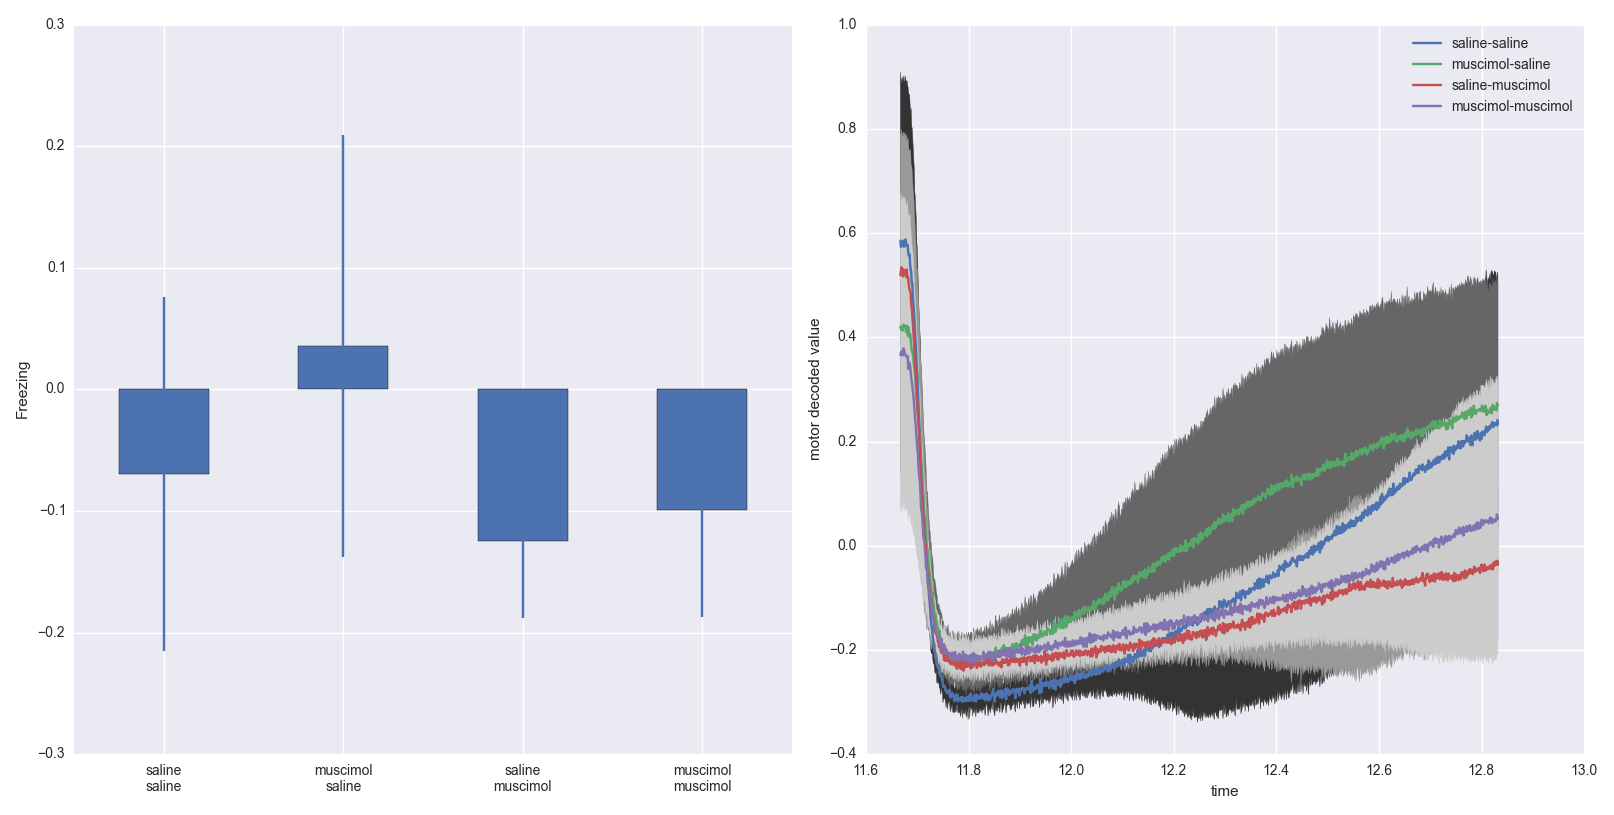 0.3
0.2
0.1
0.0
−0.1
−0.2
−0.3
Freezing
saline
saline
muscimol
saline
saline
muscimol
muscimol
muscimol
1.0
0.8
0.6
0.4
0.2
0.0
−0.2
−0.4
motor decoded value
saline-saline
muscimol-saline
saline-muscimol
muscimol-muscimol
11.6 11.8 12.0 12.2 12.4 12.6 12.8 13.0
time